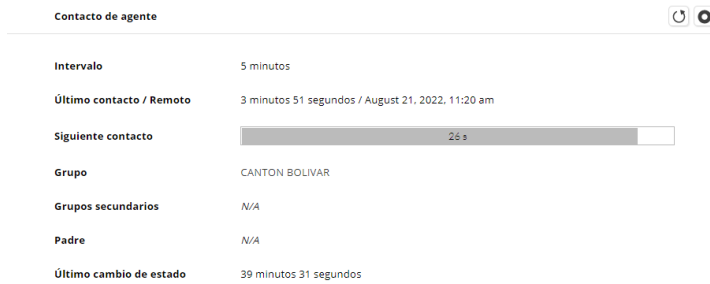 Contacto de agente
Intervalo 5 minutos
Último contacto / Remoto 3 minutos 51 segundos / August 21, 2022, 11:20 am
Siguiente contacto 26 s
Grupo CANTON BOLIVAR
Grupos secundarios N/A
Padre N/A
Último cambio de estado 39 minutos 31 segundos